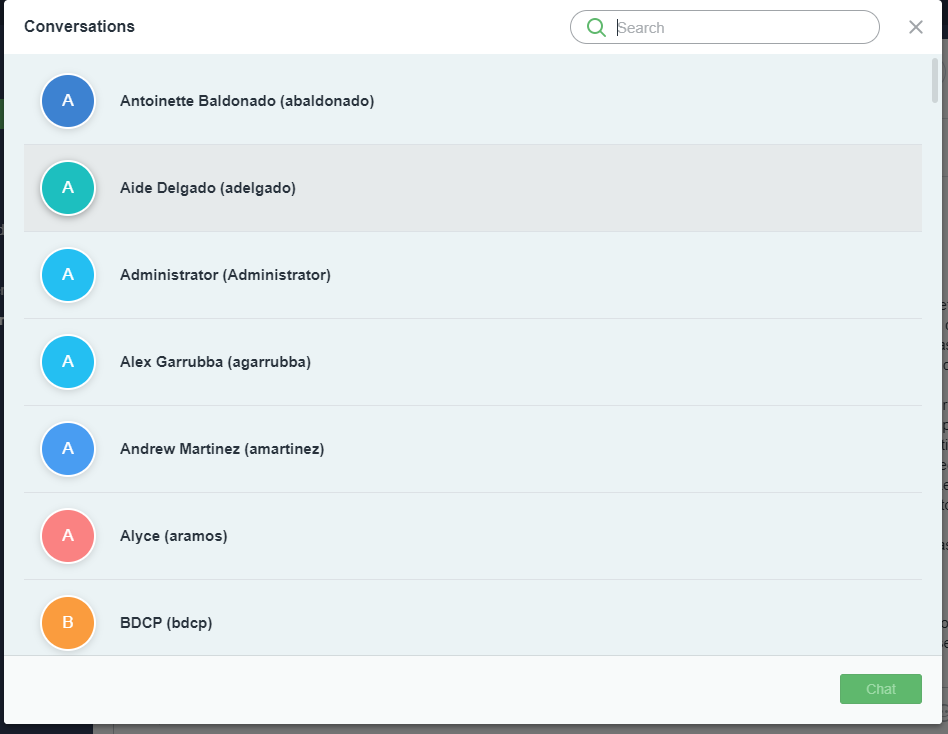 Conversations
Search
A
Antoinette Baldonado (abaldonado)
A
Aide Delgado (adelgado)
A
Administrator (Administrator)
A
Alex Garrubba (agarrubba)
A
Andrew Martinez (amartinez)
A
Alyce (aramos)
B
BDCP (bdcp)
Chat